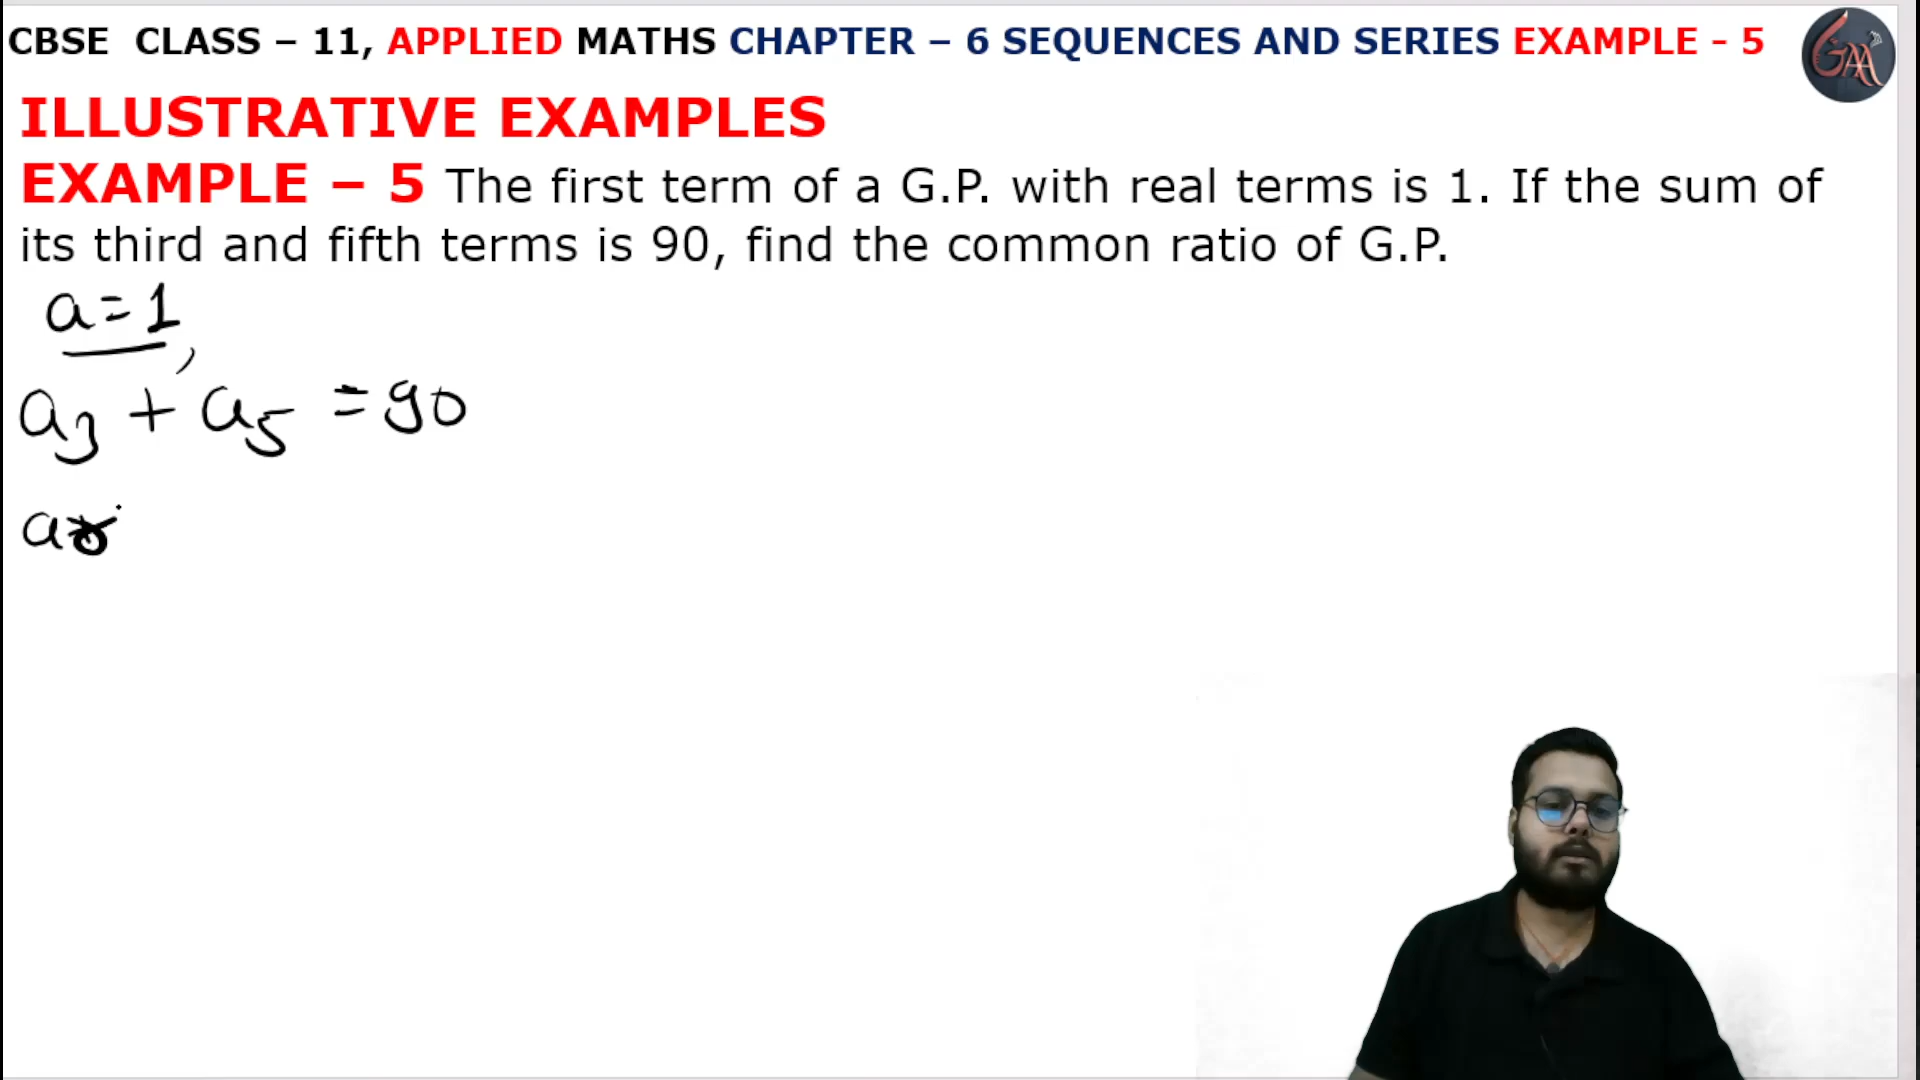 CBSE CLASS – 11, APPLIED MATHS CHAPTER – 6 SEQUENCES AND SERIES EXAMPLE - 5
ILLUSTRATIVE EXAMPLES
EXAMPLE – 5 The first term of a G.P. with real terms is 1. If the sum of
its third and fifth terms is 90, find the common ratio of G.P.
a=1,
a₃ + a₅ = 90
a